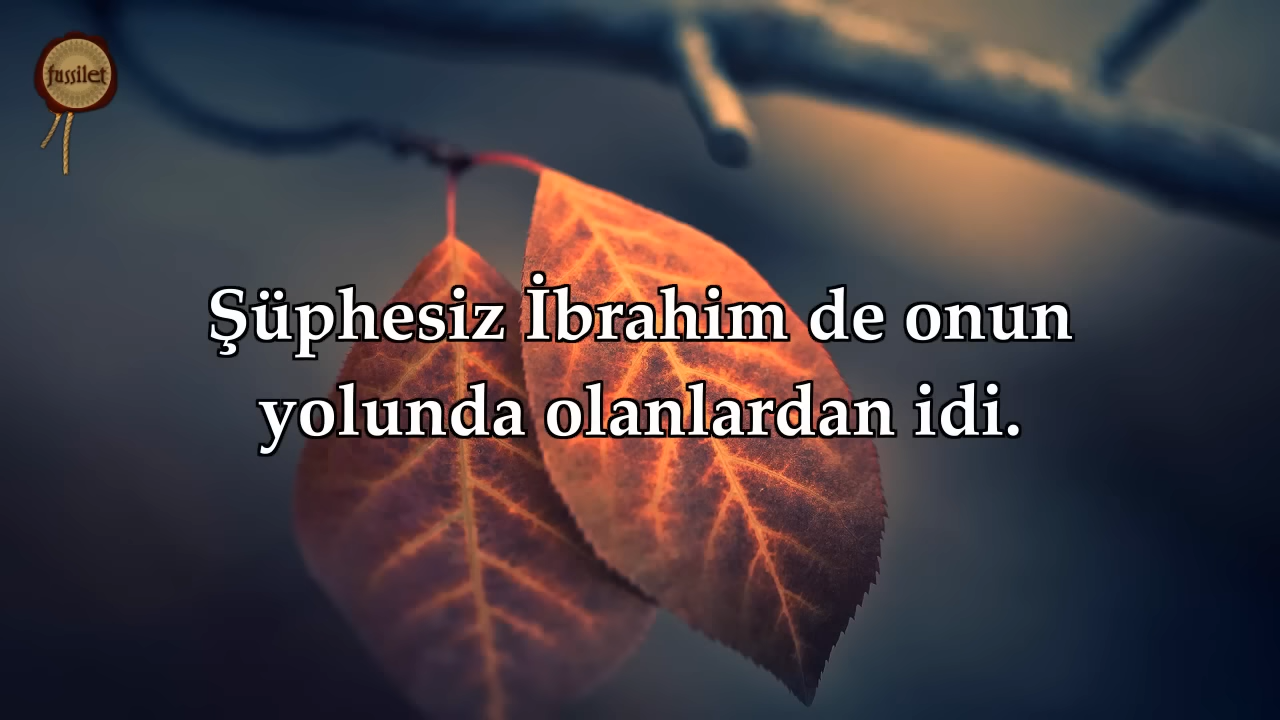 fussilet
Şüphesiz İbrahim de onun
yolunda olanlardan idi.